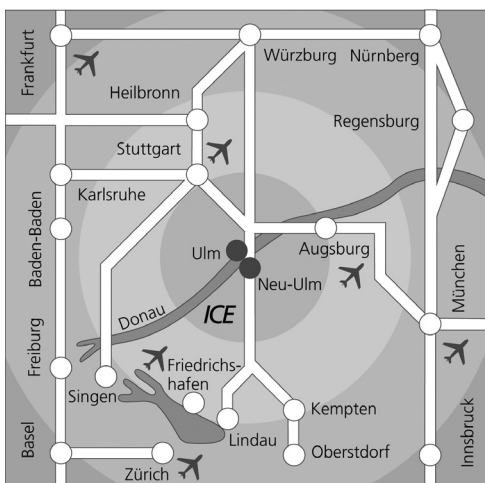 Frankfurt
Würzburg
Nürnberg
Heilbronn
Regensburg
Stuttgart
Karlsruhe
Baden-Baden
Ulm
Augsburg
Neu-Ulm
München
Donau
ICE
Freiburg
Friedrichs-
hafen
Singen
Kempten
Lindau
Basel
Oberstdorf
Innsbruck
Zürich